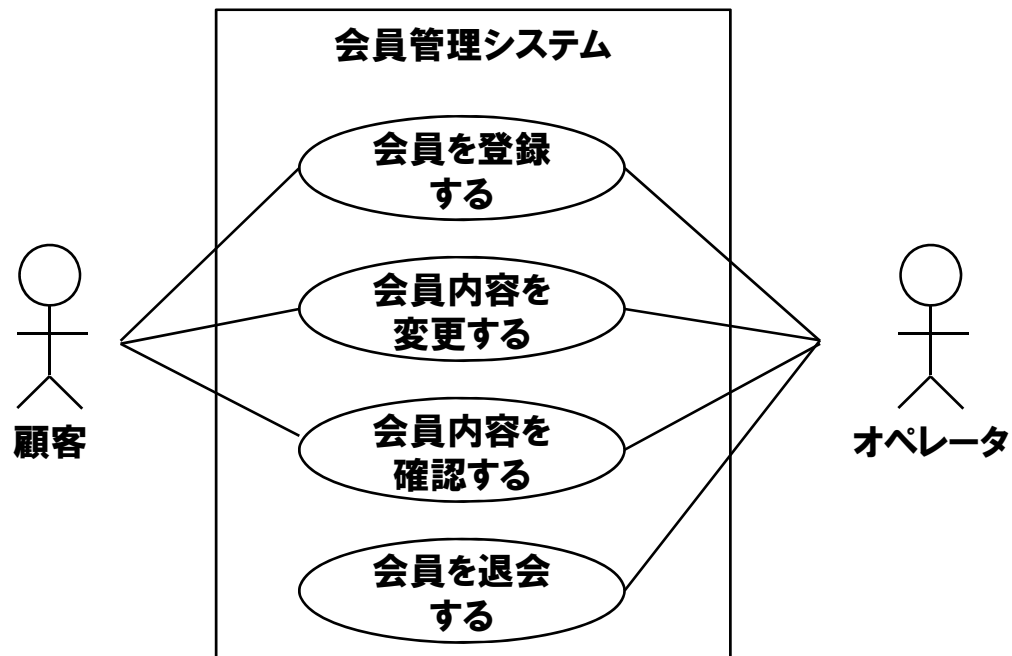 会員管理システム
会員を登録
する
会員内容を
変更する
会員内容を
確認する
会員を退会
する
顧客
オペレータ